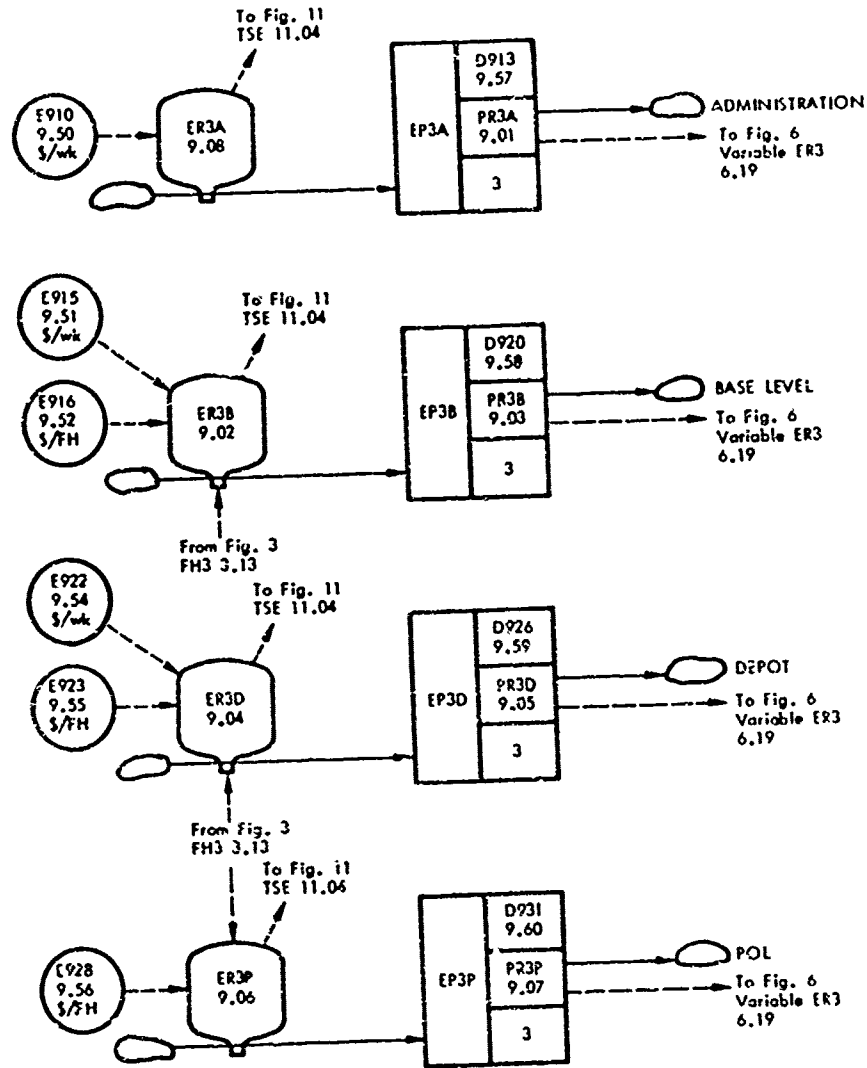 To Fig. 11
TSE 11.04
E910
9.50
$/wk
ER3A
9.08
EP3A
D913
9.57
PR3A
9.01
3
ADMINISTRATION
To Fig. 6
Variable ER3
6.19
E915
9.51
$/wk
E916
9.52
$/FH
To Fig. 11
TSE 11.04
ER3B
9.02
From Fig. 3
FH3 3.13
EP3B
D920
9.58
PR3B
9.03
3
BASE LEVEL
To Fig. 6
Variable ER3
6.19
E922
9.54
$/wk
E923
9.55
$/FH
To Fig. 11
TSE 11.04
ER3D
9.04
From Fig. 3
FH3 3.13
EP3D
D926
9.59
PR3D
9.05
3
DEPOT
To Fig. 6
Variable ER3
6.19
To Fig. 11
TSE 11.06
E928
9.56
$/FH
ER3P
9.06
EP3P
D931
9.60
PR3P
9.07
3
POL
To Fig. 6
Variable ER3
6.19